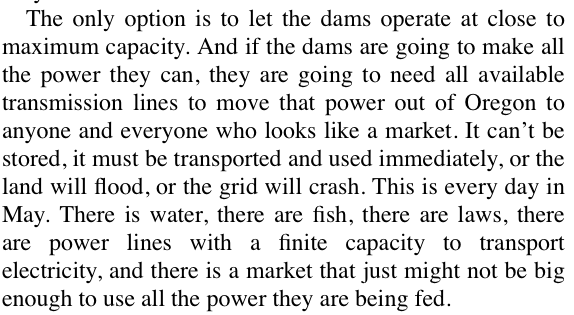 The only option is to let the dams operate at close to
maximum capacity. And if the dams are going to make all
the power they can, they are going to need all available
transmission lines to move that power out of Oregon to
anyone and everyone who looks like a market. It can’t be
stored, it must be transported and used immediately, or the
land will flood, or the grid will crash. This is every day in
May. There is water, there are fish, there are laws, there
are power lines with a finite capacity to transport
electricity, and there is a market that just might not be big
enough to use all the power they are being fed.